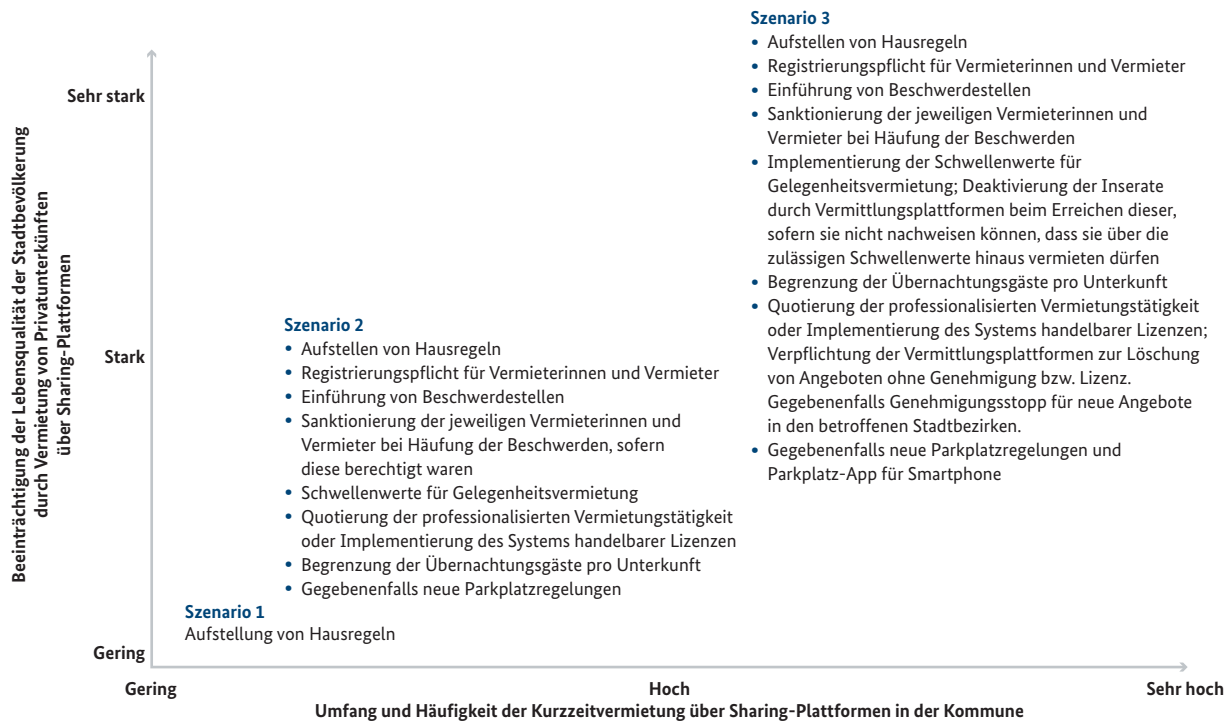 Szenario 3
• Aufstellen von Hausregeln
• Registrierungspflicht für Vermieterinnen und Vermieter
• Einführung von Beschwerdestellen
• Sanktionierung der jeweiligen Vermieterinnen und
Vermieter bei Häufung der Beschwerden
• Implementierung der Schwellenwerte für
Gelegenheitsvermietung; Deaktivierung der Inserate
durch Vermittlungsplattformen beim Erreichen dieser,
sofern sie nicht nachweisen können, dass sie über die
zulässigen Schwellenwerte hinaus vermieten dürfen
• Begrenzung der Übernachtungsgäste pro Unterkunft
• Quotierung der professionalisierten Vermietungstätigkeit
oder Implementierung des Systems handelbarer Lizenzen;
Verpflichtung der Vermittlungsplattformen zur Löschung
von Angeboten ohne Genehmigung bzw. Lizenz.
Gegebenenfalls Genehmigungsstopp für neue Angebote
in den betroffenen Stadtbezirken.
• Gegebenenfalls neue Parkplatzregelungen und
Parkplatz-App für Smartphone
Szenario 2
• Aufstellen von Hausregeln
• Registrierungspflicht für Vermieterinnen und Vermieter
• Einführung von Beschwerdestellen
• Sanktionierung der jeweiligen Vermieterinnen und
Vermieter bei Häufung der Beschwerden, sofern
diese berechtigt waren
• Schwellenwerte für Gelegenheitsvermietung
• Quotierung der professionalisierten Vermietungstätigkeit
oder Implementierung des Systems handelbarer Lizenzen
• Begrenzung der Übernachtungsgäste pro Unterkunft
• Gegebenenfalls neue Parkplatzregelungen
Szenario 1
Aufstellung von Hausregeln
Sehr stark
Stark
Gering
Beeinträchtigung der Lebensqualität der Stadtbevölkerung
durch Vermietung von Privatunterkünften
über Sharing-Plattformen
Gering
Hoch
Sehr hoch
Umfang und Häufigkeit der Kurzzeitvermietung über Sharing-Plattformen in der Kommune